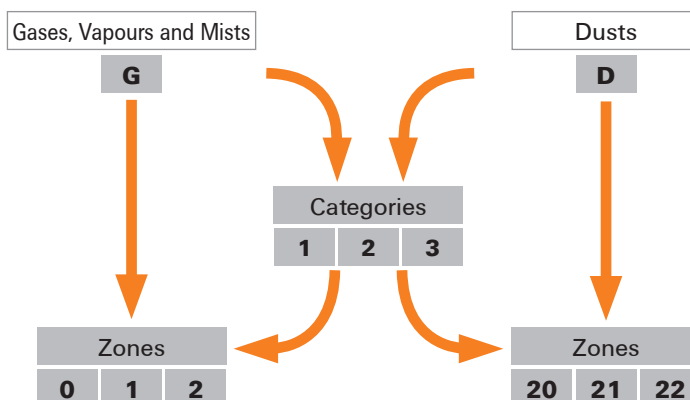 Gases, Vapours and Mists
G
Dusts
D
Categories
1 2 3
Zones
0 1 2
Zones
20 21 22